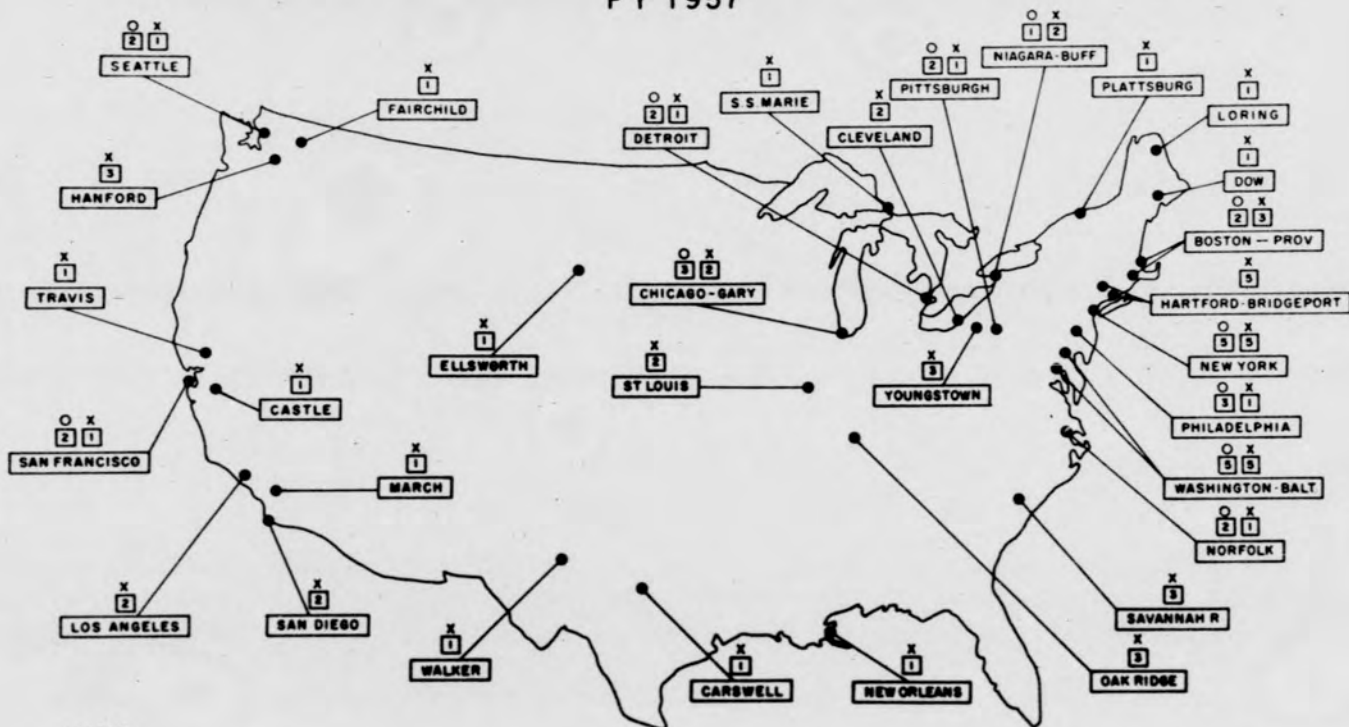 FY 1957
O X
2 1
SEATTLE
X
1
FAIRCHILD
X
3
HANFORD
X
1
TRAVIS
X
1
CASTLE
O X
2 1
SAN FRANCISCO
X
1
MARCH
X
2
LOS ANGELES
X
2
SAN DIEGO
X
1
ELLSWORTH
X
1
WALKER
X
1
CARSWELL
X
1
NEW ORLEANS
O X
3 2
CHICAGO-GARY
X
2
ST LOUIS
O X
2 1
DETROIT
X
1
S.S. MARIE
X
2
CLEVELAND
O X
2 1
PITTSBURGH
O X
1 2
NIAGARA-BUFF
X
1
PLATTSBURG
X
1
LORING
X
1
DOW
O X
2 3
BOSTON — PROV
X
5
HARTFORD-BRIDGEPORT
O X
5 5
NEW YORK
X
3
YOUNGSTOWN
O X
3 1
PHILADELPHIA
O X
5 5
WASHINGTON-BALT
O X
2 1
NORFOLK
X
3
SAVANNAH R
X
3
OAK RIDGE